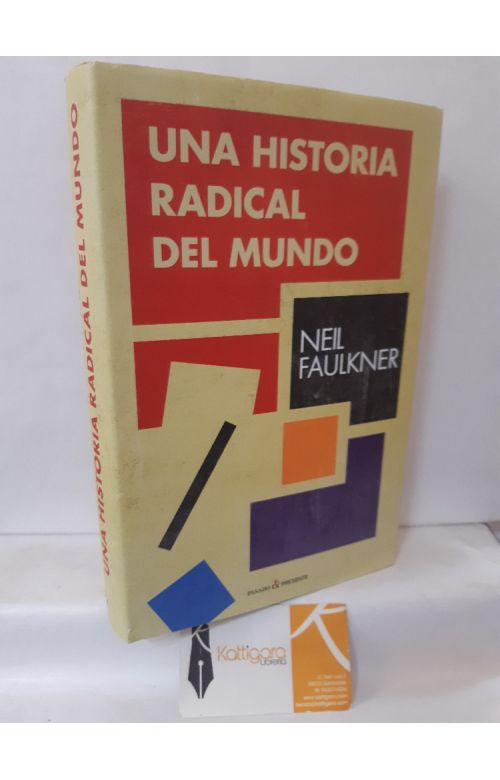 UNA HISTORIA
RADICAL
DEL MUNDO
NEIL
FAULKNER
UNA HISTORIA RADICAL DEL MUNDO
PASADO & PRESENTE
Kattigara
Librería